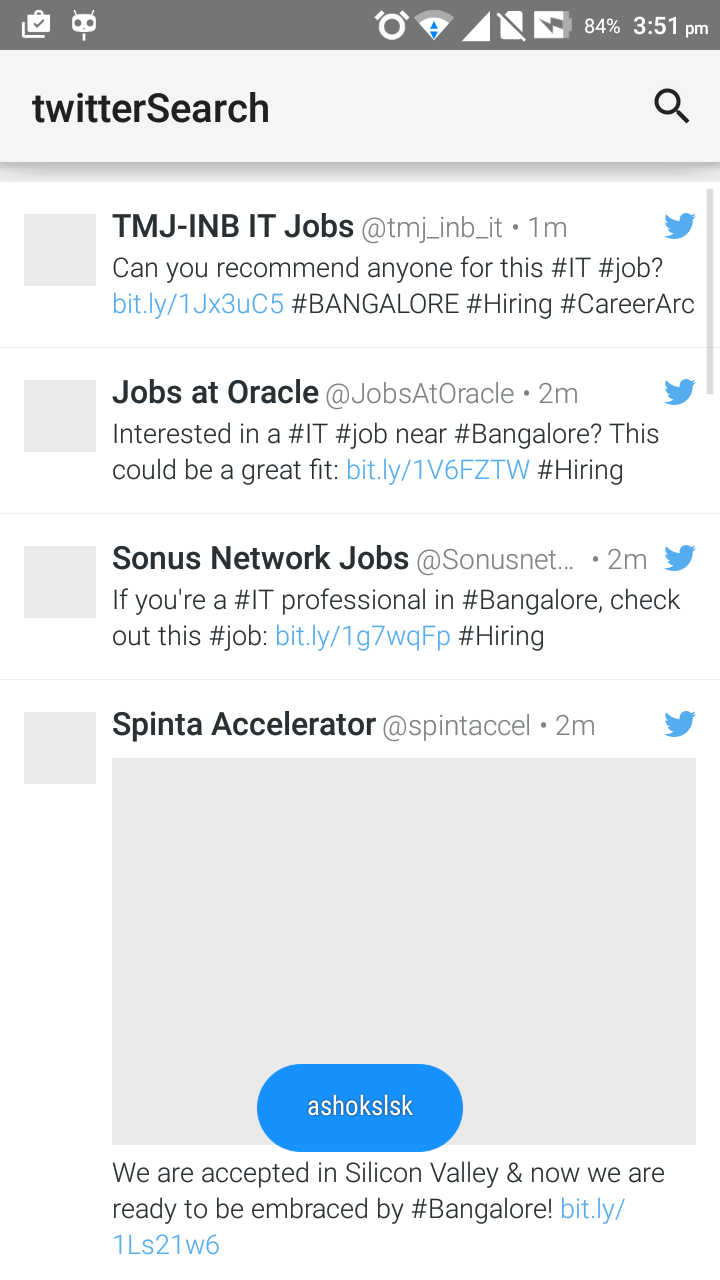 84% 3:51 pm
twitterSearch
TMJ-INB IT Jobs @tmj_inb_it • 1m
Can you recommend anyone for this #IT #job?
bit.ly/1Jx3uC5 #BANGALORE #Hiring #CareerArc
Jobs at Oracle @JobsAtOracle • 2m
Interested in a #IT #job near #Bangalore? This
could be a great fit: bit.ly/1V6FZTW #Hiring
Sonus Network Jobs @Sonusnet... • 2m
If you're a #IT professional in #Bangalore, check
out this #job: bit.ly/1g7wqFp #Hiring
Spinta Accelerator @spintaccel • 2m
ashokslsk
We are accepted in Silicon Valley & now we are
ready to be embraced by #Bangalore! bit.ly/
1Ls21w6